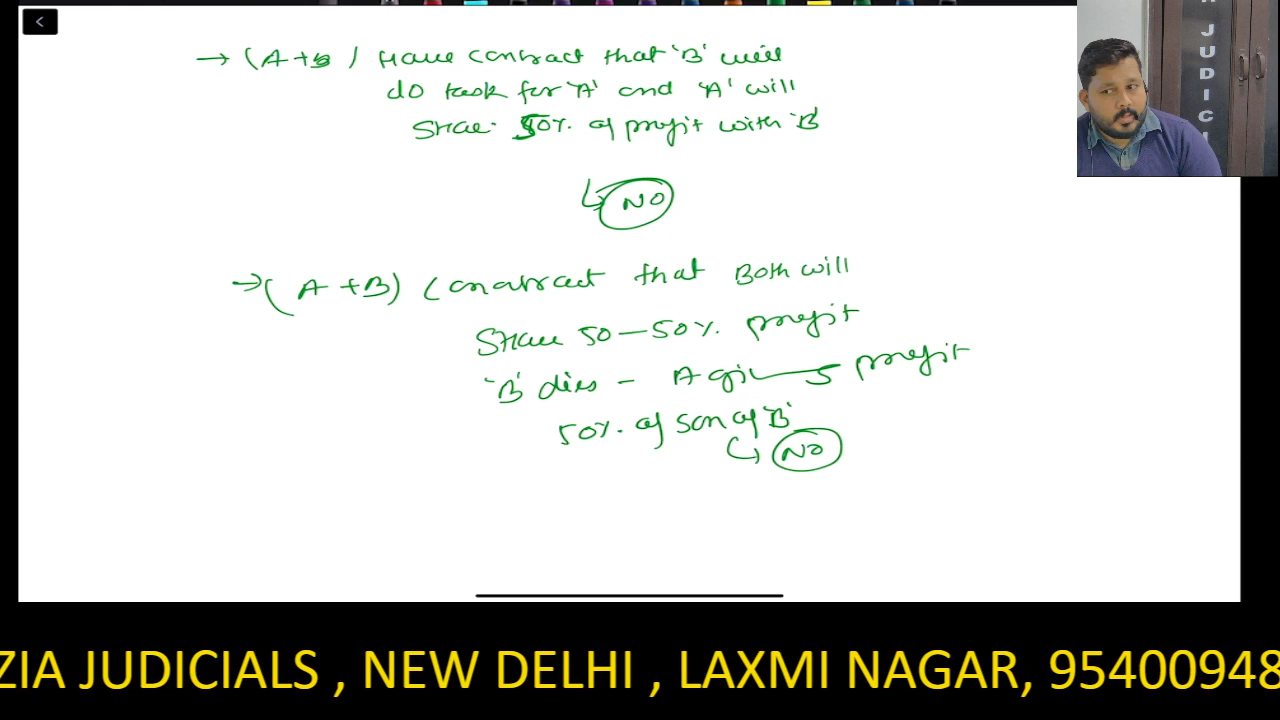 → (A+B) Have contract that 'B' will
do task for 'A' and 'A' will
Share 50% of profit with 'B'
↳ NO
→ (A+B) Contract that Both will
Share 50–50% profit
'B' dies – A profit
50% of son of 'B'
↳ NO
JUDIC
ZIA JUDICIALS , NEW DELHI , LAXMI NAGAR, 95400948